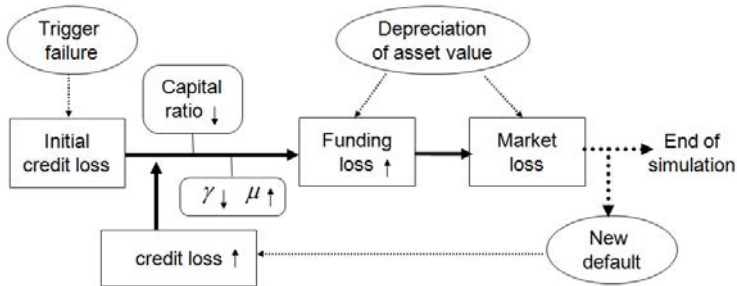 Trigger
failure
Depreciation
of asset value
Capital
ratio ↓
Initial
credit loss
Funding
loss ↑
Market
loss
End of
simulation
γ ↓ μ ↑
credit loss ↑
New
default